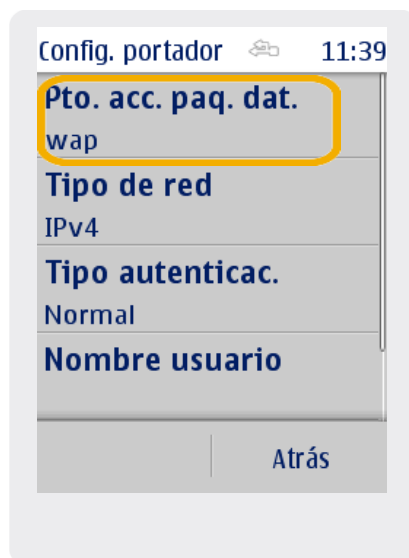 Config. portador 11:39
Pto. acc. paq. dat.
wap
Tipo de red
IPv4
Tipo autenticac.
Normal
Nombre usuario
Atrás